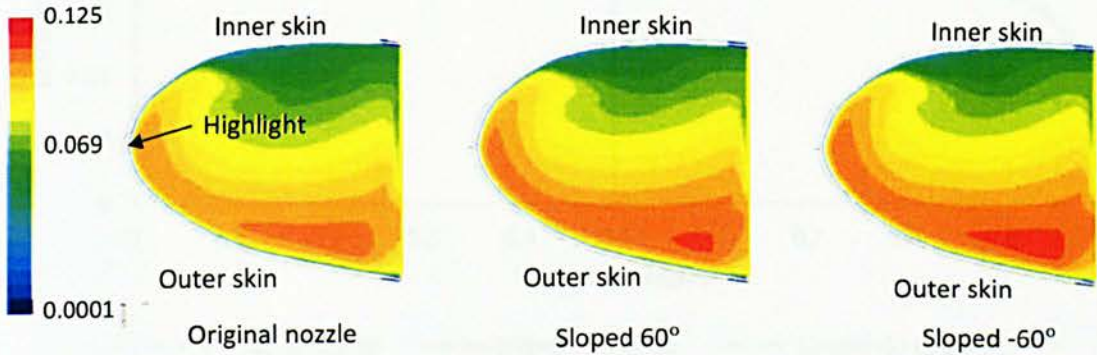 0.125
0.069
0.0001
Inner skin
Highlight
Outer skin
Original nozzle
Inner skin
Outer skin
Sloped 60°
Inner skin
Outer skin
Sloped -60°